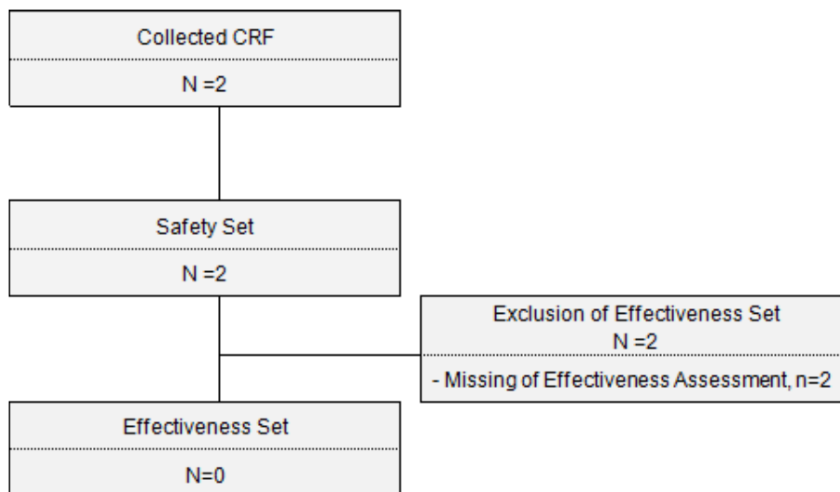 Collected CRF
N =2
Safety Set
N =2
Exclusion of Effectiveness Set
N =2
- Missing of Effectiveness Assessment, n=2
Effectiveness Set
N=0